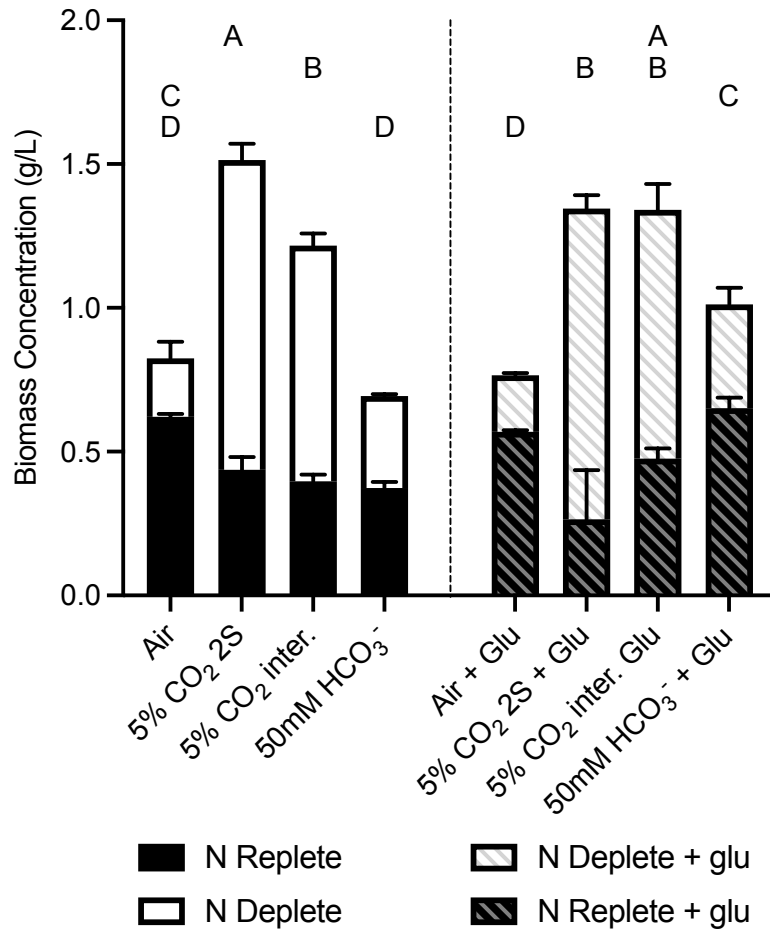 2.0
1.5
1.0
0.5
0.0
Biomass Concentration (g/L)
A
B
C
D
D
A
B
B
C
D
Air
5% CO₂ 2S
5% CO₂ inter.
50mM HCO₃⁻
Air + Glu
5% CO₂ 2S + Glu
5% CO₂ inter. Glu
50mM HCO₃⁻ + Glu
N Replete
N Deplete
N Deplete + glu
N Replete + glu